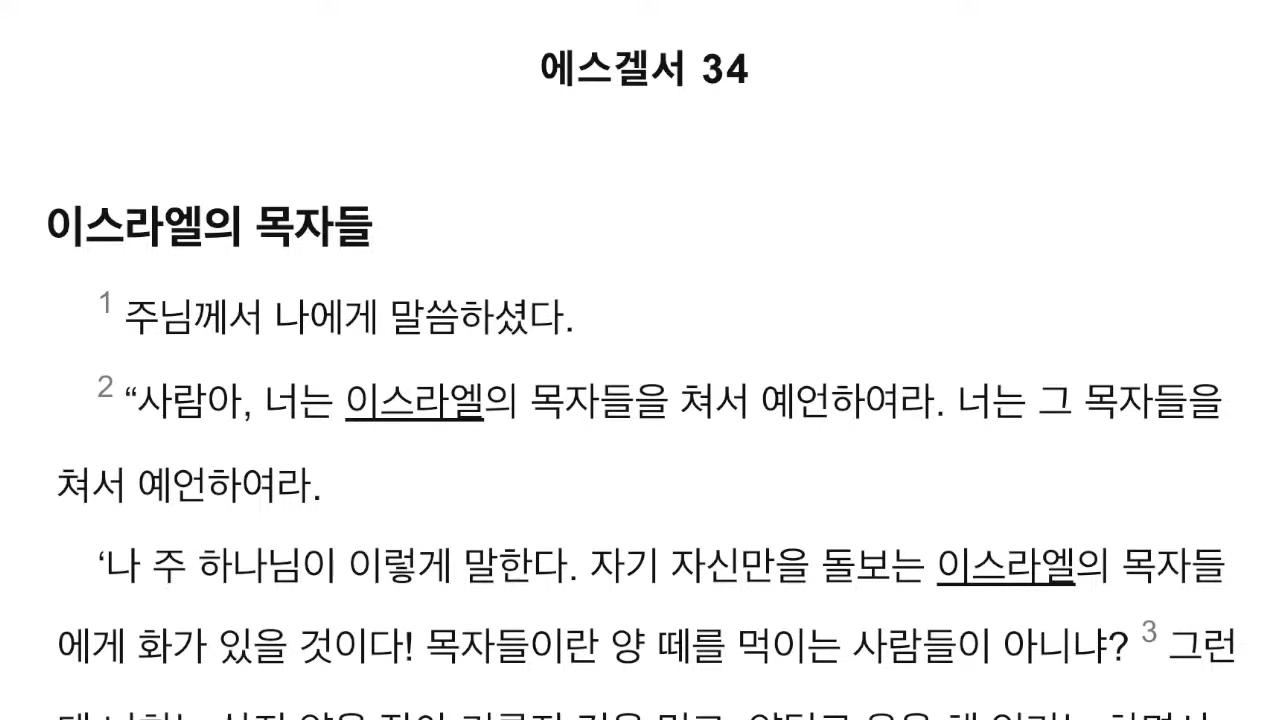 에스겔서 34
이스라엘의 목자들
1 주님께서 나에게 말씀하셨다.
2 “사람아, 너는 이스라엘의 목자들을 쳐서 예언하여라. 너는 그 목자들을
쳐서 예언하여라.
‘나 주 하나님이 이렇게 말한다. 자기 자신만을 돌보는 이스라엘의 목자들
에게 화가 있을 것이다! 목자들이란 양 떼를 먹이는 사람들이 아니냐? 3 그런